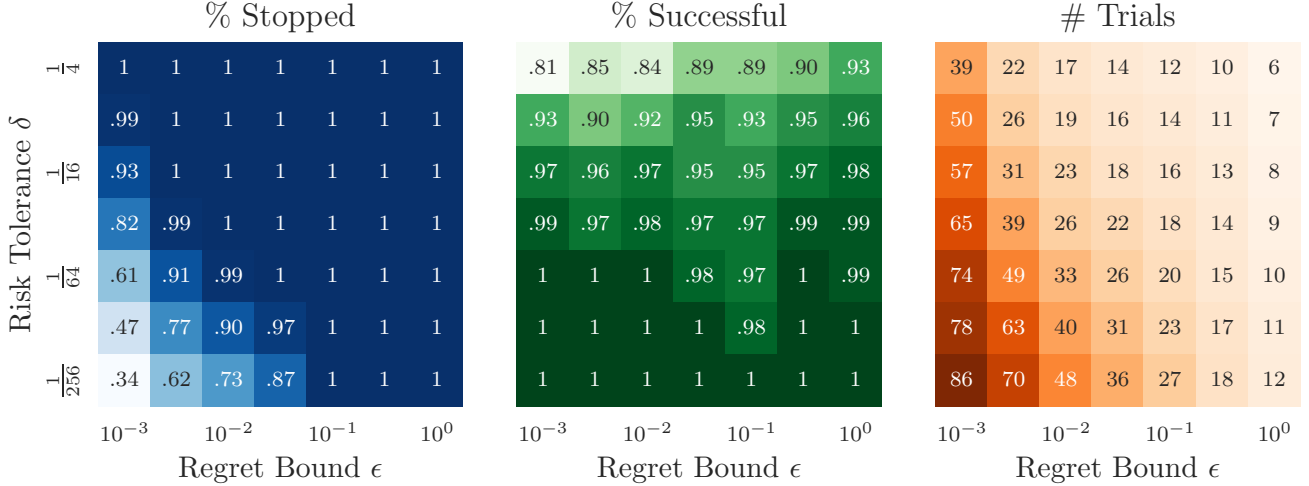 % Stopped % Successful # Trials
1/4 1 1 1 1 1 1 1 .81 .85 .84 .89 .89 .90 .93 39 22 17 14 12 10 6
.99 1 1 1 1 1 1 .93 .90 .92 .95 .93 .95 .96 50 26 19 16 14 11 7
1/16 .93 1 1 1 1 1 1 .97 .96 .97 .95 .95 .97 .98 57 31 23 18 16 13 8
.82 .99 1 1 1 1 1 .99 .97 .98 .97 .97 .99 .99 65 39 26 22 18 14 9
1/64 .61 .91 .99 1 1 1 1 1 1 1 .98 .97 1 .99 74 49 33 26 20 15 10
.47 .77 .90 .97 1 1 1 1 1 1 1 .98 1 1 78 63 40 31 23 17 11
1/256 .34 .62 .73 .87 1 1 1 1 1 1 1 1 1 1 86 70 48 36 27 18 12
Risk Tolerance δ
10⁻³ 10⁻² 10⁻¹ 10⁰ 10⁻³ 10⁻² 10⁻¹ 10⁰ 10⁻³ 10⁻² 10⁻¹ 10⁰
Regret Bound ϵ Regret Bound ϵ Regret Bound ϵ